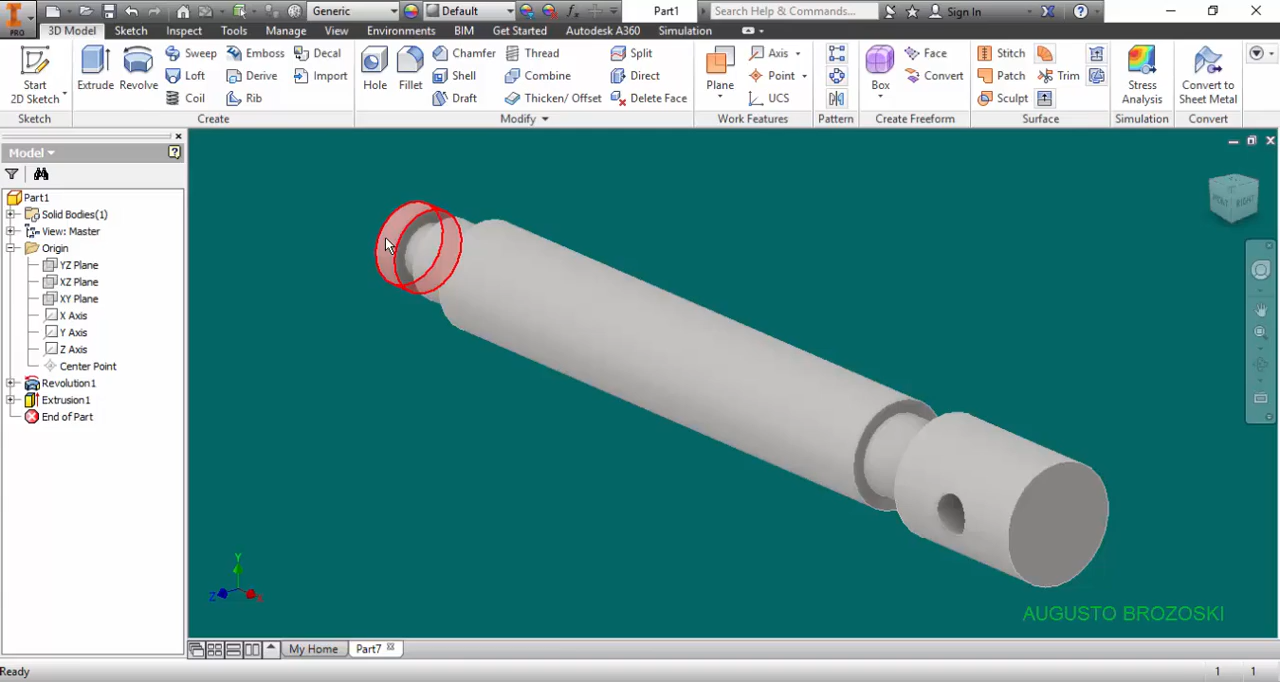 PRO
Generic
Default
Part1
Search Help & Commands...
Sign In
3D Model
Sketch
Inspect
Tools
Manage
View
Environments
BIM
Get Started
Autodesk A360
Simulation
Start
2D Sketch
Extrude
Revolve
Sweep
Emboss
Decal
Loft
Derive
Import
Coil
Rib
Hole
Fillet
Chamfer
Thread
Split
Shell
Combine
Direct
Draft
Thicken/ Offset
Delete Face
Plane
Axis
Point
UCS
Box
Face
Convert
Stitch
Patch
Trim
Sculpt
Stress
Analysis
Convert to
Sheet Metal
Sketch
Create
Modify
Work Features
Pattern
Create Freeform
Surface
Simulation
Convert
Model
Part1
Solid Bodies(1)
View: Master
Origin
YZ Plane
XZ Plane
XY Plane
X Axis
Y Axis
Z Axis
Center Point
Revolution1
Extrusion1
End of Part
RIGHT
Y
Z
AUGUSTO BROZOSKI
My Home
Part7
Ready
1
1